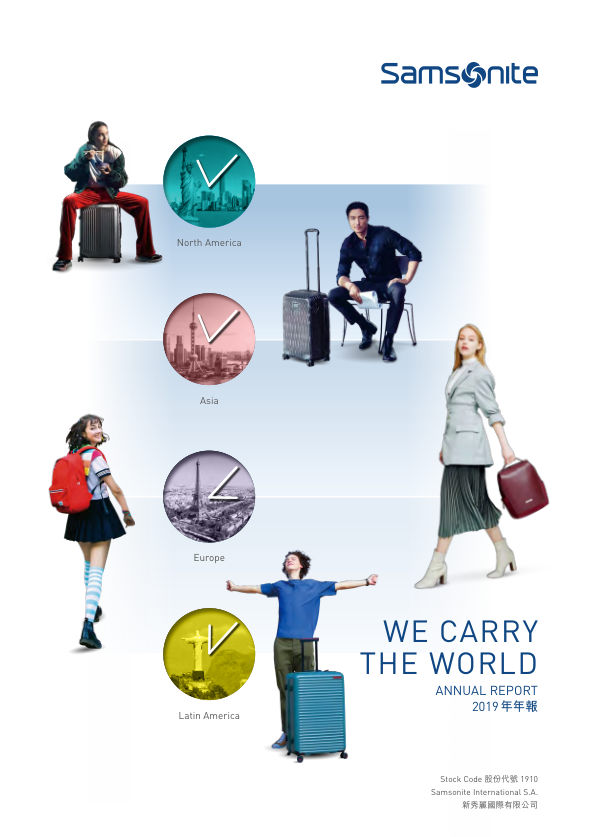 Samsonite
North America
Asia
Europe
Latin America
WE CARRY
THE WORLD
ANNUAL REPORT
2019 年年報
Stock Code 股份代號 1910
Samsonite International S.A.
新秀麗國際有限公司